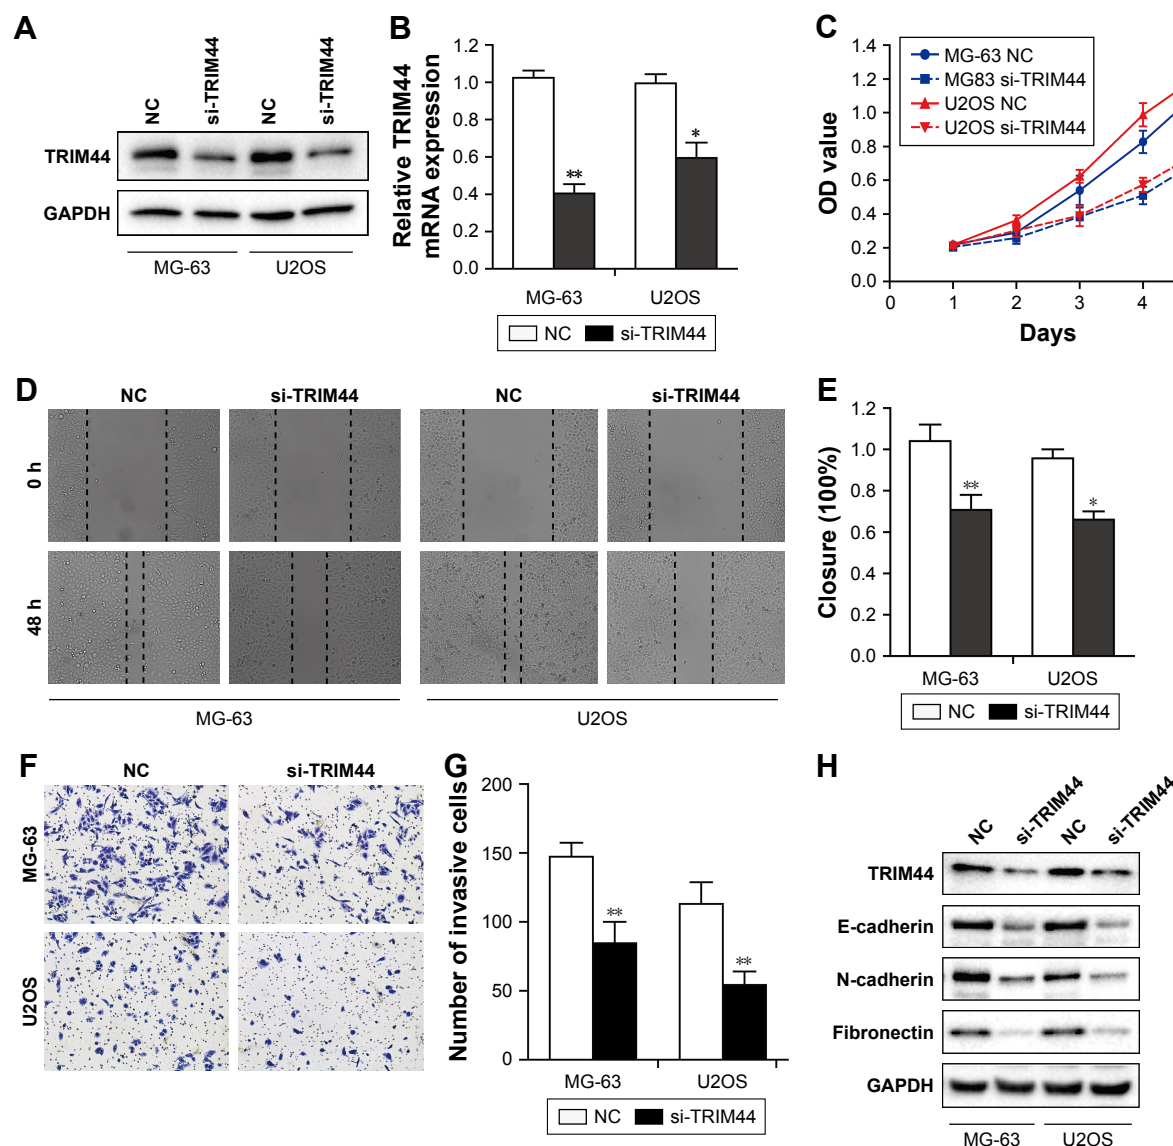 A
NC
si-TRIM44
NC
si-TRIM44
TRIM44
GAPDH
MG-63
U2OS
B
Relative TRIM44
mRNA expression
1.2
1.0
0.8
0.6
0.4
0.2
0.0
**
*
MG-63
U2OS
NC
si-TRIM44
C
OD value
1.4
1.2
1.0
0.8
0.6
0.4
0.2
0.0
MG-63 NC
MG83 si-TRIM44
U2OS NC
U2OS si-TRIM44
0
1
2
3
4
Days
D
NC
si-TRIM44
NC
si-TRIM44
0 h
48 h
MG-63
U2OS
E
Closure (100%)
1.2
1.0
0.8
0.6
0.4
0.2
0.0
**
*
MG-63
U2OS
NC
si-TRIM44
F
NC
si-TRIM44
MG-63
U2OS
G
Number of invasive cells
200
150
100
50
0
**
**
MG-63
U2OS
NC
si-TRIM44
H
NC
si-TRIM44
NC
si-TRIM44
TRIM44
E-cadherin
N-cadherin
Fibronectin
GAPDH
MG-63
U2OS